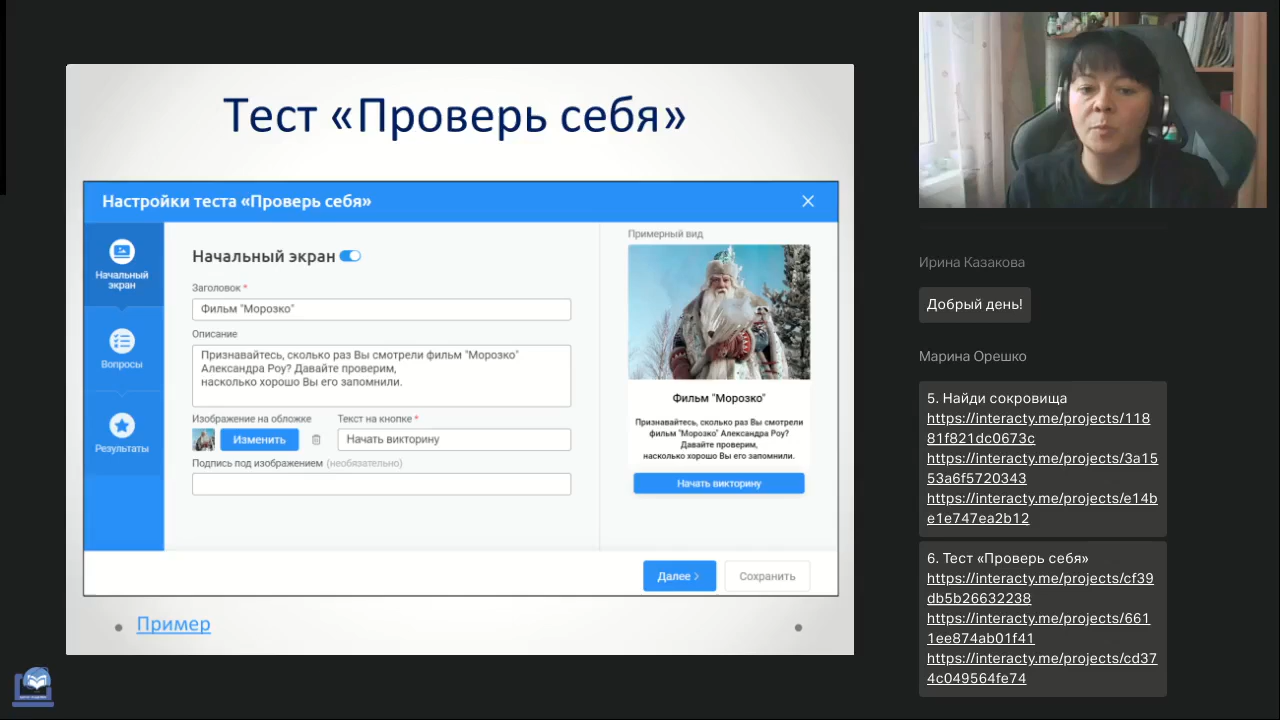 Тест «Проверь себя»
Настройки теста «Проверь себя»
Начальный
экран
Вопросы
Результаты
Начальный экран
Заголовок *
Фильм "Морозко"
Описание
Признавайтесь, сколько раз Вы смотрели фильм "Морозко"
Александра Роу? Давайте проверим,
насколько хорошо Вы его запомнили.
Изображение на обложке
Текст на кнопке *
Изменить
Начать викторину
Подпись под изображением (необязательно)
Примерный вид
Фильм "Морозко"
Признавайтесь, сколько раз Вы смотрели
фильм "Морозко" Александра Роу?
Давайте проверим,
насколько хорошо Вы его запомнили.
Начать викторину
Далее >
Сохранить
Пример
Ирина Казакова
Добрый день!
Марина Орешко
5. Найди сокровища
https://interacty.me/projects/118
81f821dc0673c
https://interacty.me/projects/3a15
53a6f5720343
https://interacty.me/projects/e14b
e1e747ea2b12
6. Тест «Проверь себя»
https://interacty.me/projects/cf39
db5b26632238
https://interacty.me/projects/661
1ee874ab01f41
https://interacty.me/projects/cd37
4c049564fe74